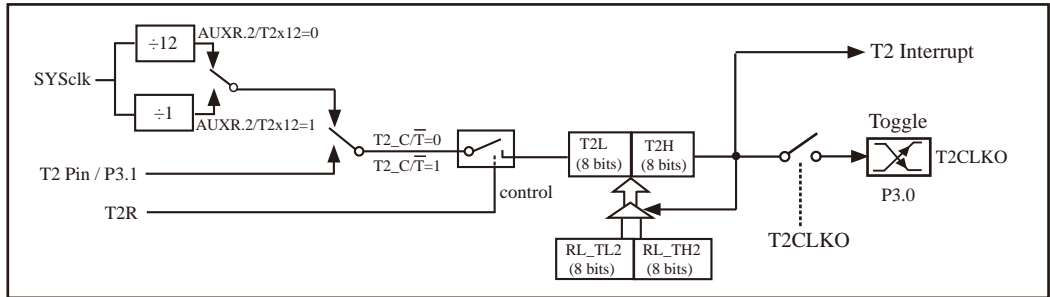 ÷12
AUXR.2/T2x12=0
SYSclk
÷1
AUXR.2/T2x12=1
T2 Interrupt
T2_C/T̅=0
T2_C/T̅=1
T2L
(8 bits)
T2H
(8 bits)
Toggle
T2CLKO
P3.0
T2 Pin / P3.1
control
T2R
T2CLKO
RL_TL2
(8 bits)
RL_TH2
(8 bits)